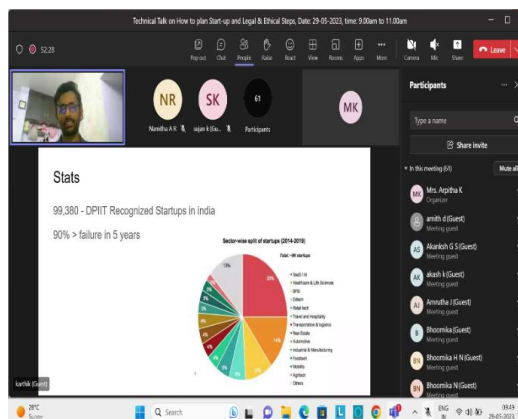 Technical Talk on How to plan Start-up and Legal & Ethical Steps, Date: 29-05-2023, time: 9.00am to 11.00am
52:28
Pop out
Chat
People
Raise
React
View
Rooms
Apps
More
Camera
Mic
Share
Leave
NR
SK
61
MK
Namitha A R
sujan k (Gu...
Participants
Participants
Type a name
Share invite
In this meeting (61)
Mute all
MK
Mrs. Arpitha K
Organizer
amith d (Guest)
Meeting guest
AS
Akanksh G S (Guest)
Meeting guest
AK
akash k (Guest)
Meeting guest
AJ
Amrutha J (Guest)
Meeting guest
B
Bhoomika (Guest)
Meeting guest
BN
Bhoomika H N (Guest)
Meeting guest
BN
Bhoomika N (Guest)
Meeting guest
Stats
99,380 - DPIIT Recognized Startups in india
90% > failure in 5 years
Sector-wise split of startups (2014-2019)
Healthcare & Life Sciences
BFSI
Edtech
Retail tech
Travel and Hospitality
Transportation & logistics
Real Estate
Automotive
Industrial & Manufacturing
Foodtech
Mobility
Agritech
Others
karthik (Guest)
28°C
Sunny
Search
ENG
IN
09:49
29-05-2023